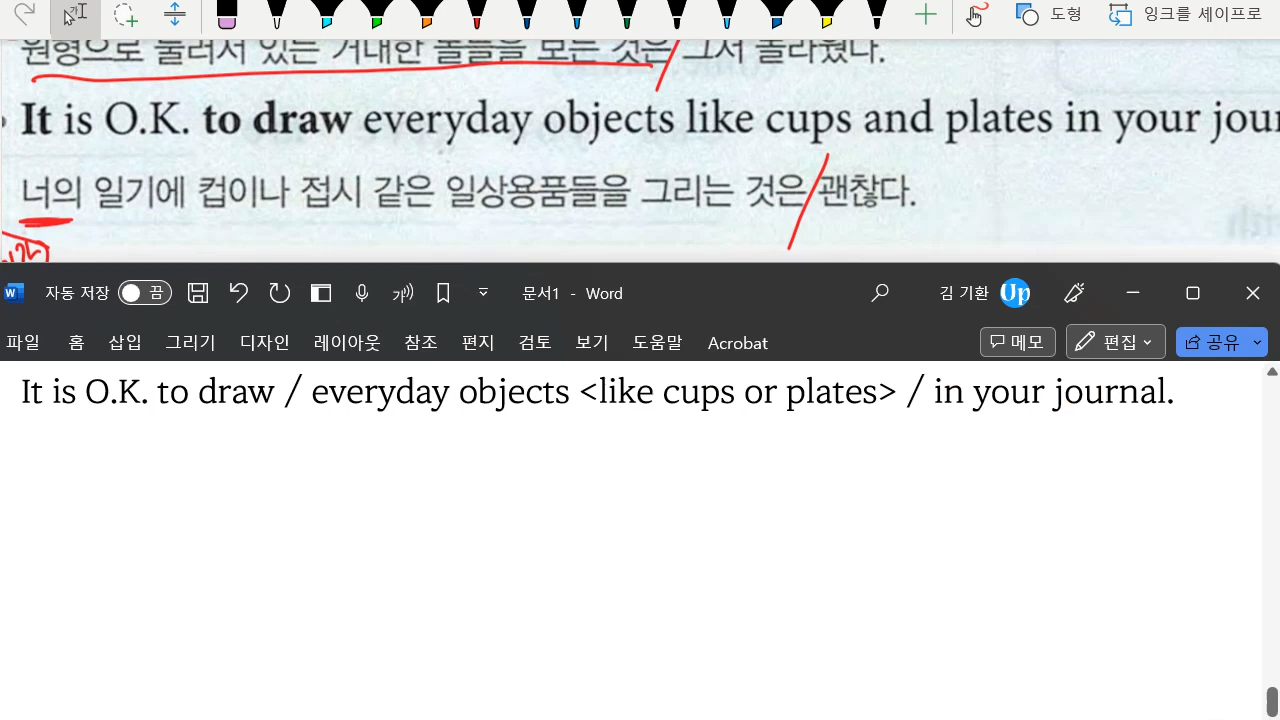 도형 잉크를 셰이프로
원형으로 둘러서 있는 거대한 돌들을 보는 것은 그저 놀라웠다.
It is O.K. to draw everyday objects like cups and plates in your jour
너의 일기에 컵이나 접시 같은 일상용품들을 그리는 것은 괜찮다.
자동 저장 끔 문서1 - Word 김 기환 Up
파일 홈 삽입 그리기 디자인 레이아웃 참조 편지 검토 보기 도움말 Acrobat 메모 편집 공유
It is O.K. to draw / everyday objects <like cups or plates> / in your journal.